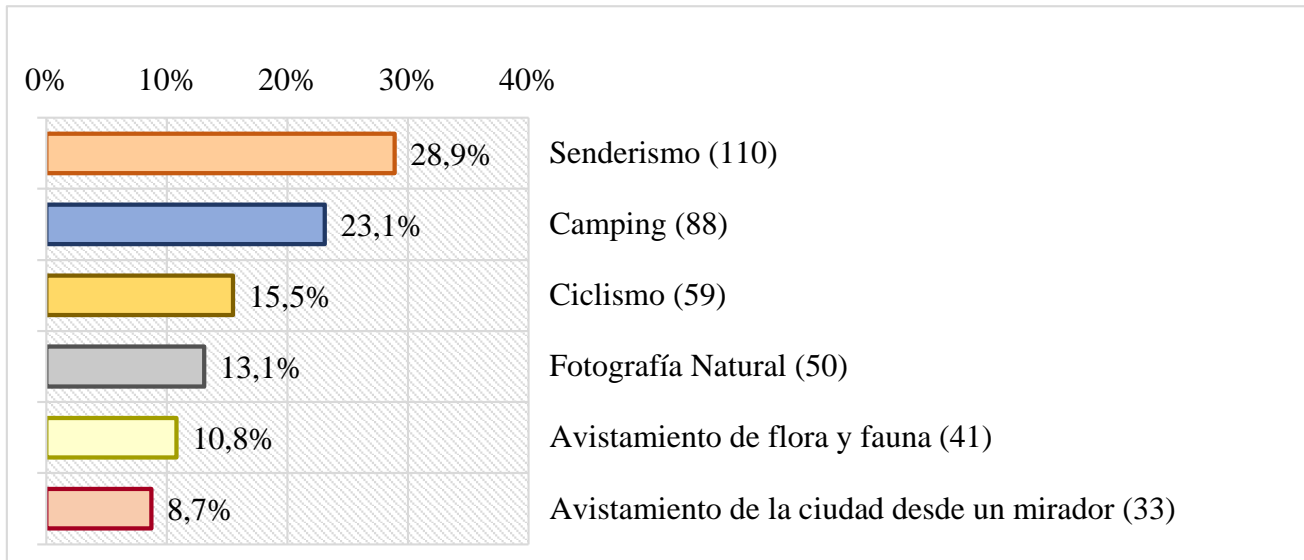 0% 10% 20% 30% 40%
28,9% Senderismo (110)
23,1% Camping (88)
15,5% Ciclismo (59)
13,1% Fotografía Natural (50)
10,8% Avistamiento de flora y fauna (41)
8,7% Avistamiento de la ciudad desde un mirador (33)